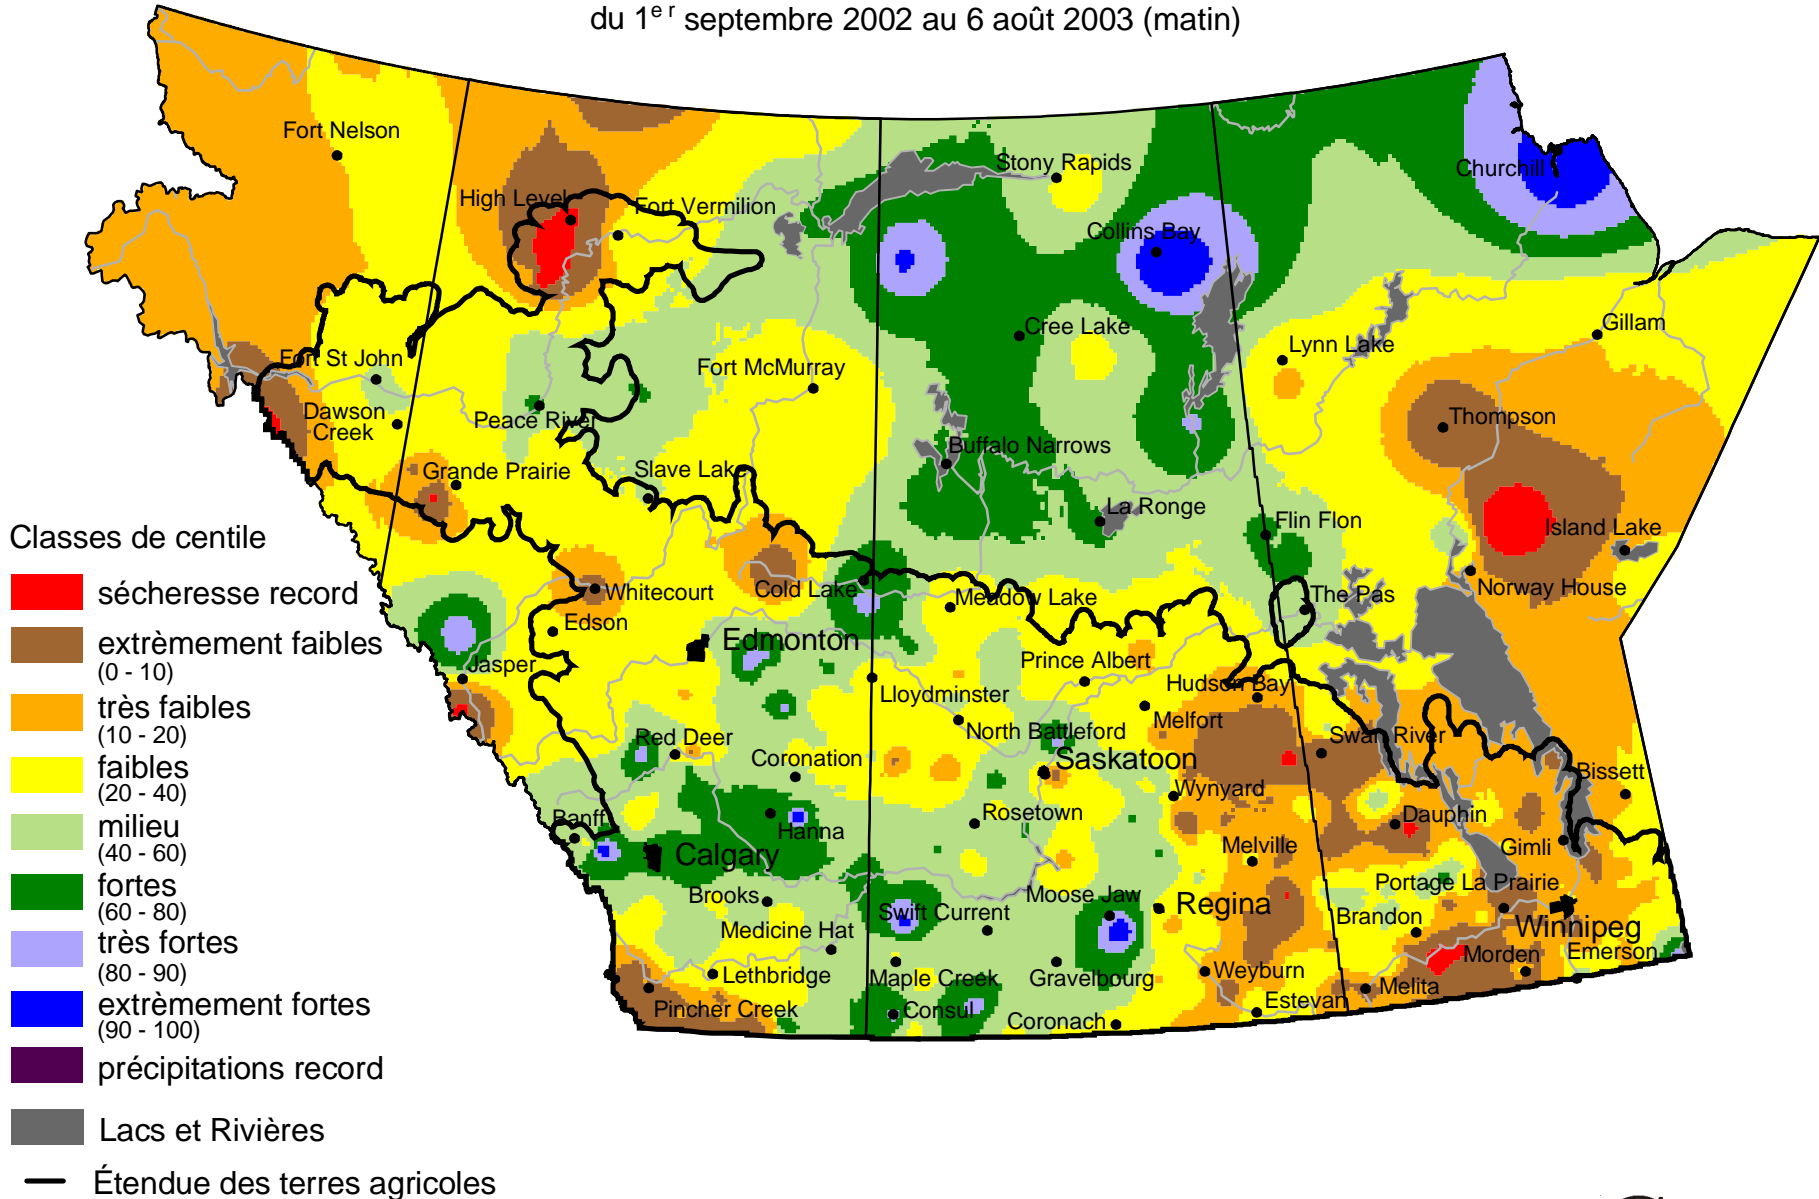 du 1er septembre 2002 au 6 août 2003 (matin)
Fort Nelson
High Level
Fort Vermilion
Stony Rapids
Churchill
Collins Bay
Cree Lake
Gillam
Lynn Lake
Fort St John
Fort McMurray
Dawson
Creek
Peace River
Thompson
Buffalo Narrows
Grande Prairie
Slave Lake
La Ronge
Flin Flon
Island Lake
Classes de centile
sécheresse record
extrèmement faibles
(0 - 10)
très faibles
(10 - 20)
faibles
(20 - 40)
milieu
(40 - 60)
fortes
(60 - 80)
très fortes
(80 - 90)
extrèmement fortes
(90 - 100)
précipitations record
Lacs et Rivières
Étendue des terres agricoles
Whitecourt
Cold Lake
Meadow Lake
The Pas
Norway House
Edson
Edmonton
Jasper
Prince Albert
Hudson Bay
Lloydminster
Melfort
North Battleford
Red Deer
Coronation
Saskatoon
Swan River
Bissett
Wynyard
Banff
Hanna
Rosetown
Dauphin
Calgary
Melville
Gimli
Brooks
Moose Jaw
Regina
Portage La Prairie
Swift Current
Brandon
Winnipeg
Medicine Hat
Lethbridge
Maple Creek
Gravelbourg
Weyburn
Morden
Emerson
Pincher Creek
Consul
Coronach
Estevan
Melita